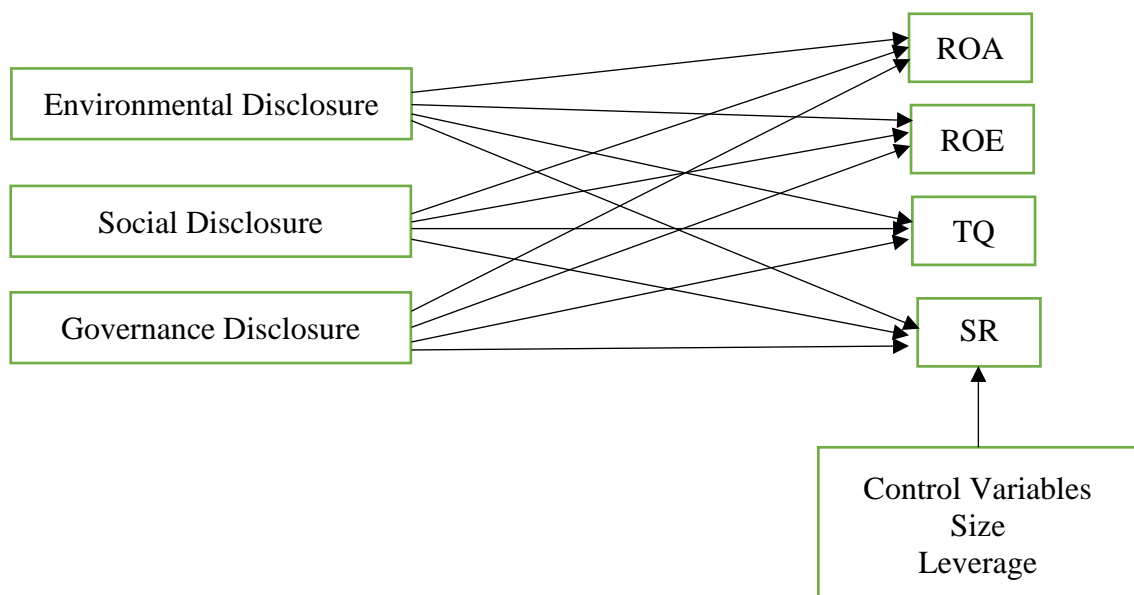 ROA
Environmental Disclosure
ROE
Social Disclosure
TQ
Governance Disclosure
SR
Control Variables
Size
Leverage